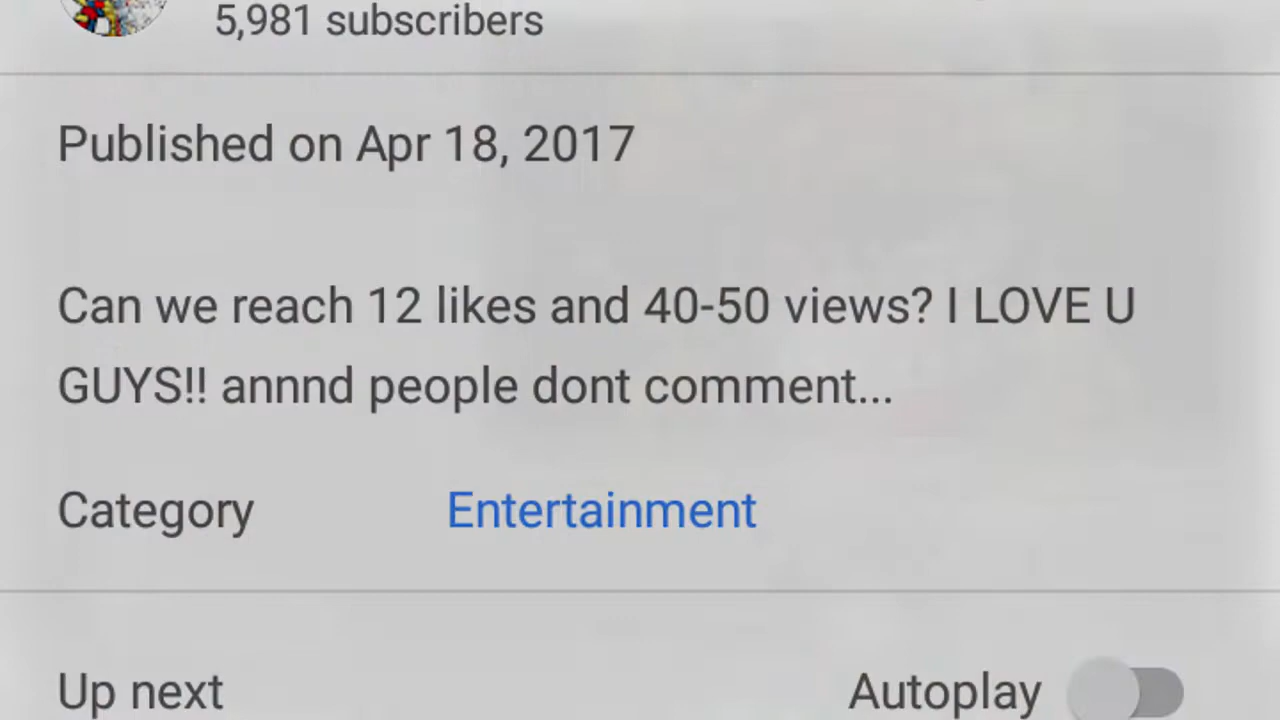 5,981 subscribers
Published on Apr 18, 2017
Can we reach 12 likes and 40-50 views? I LOVE U
GUYS!! annnd people dont comment...
Category Entertainment
Up next Autoplay